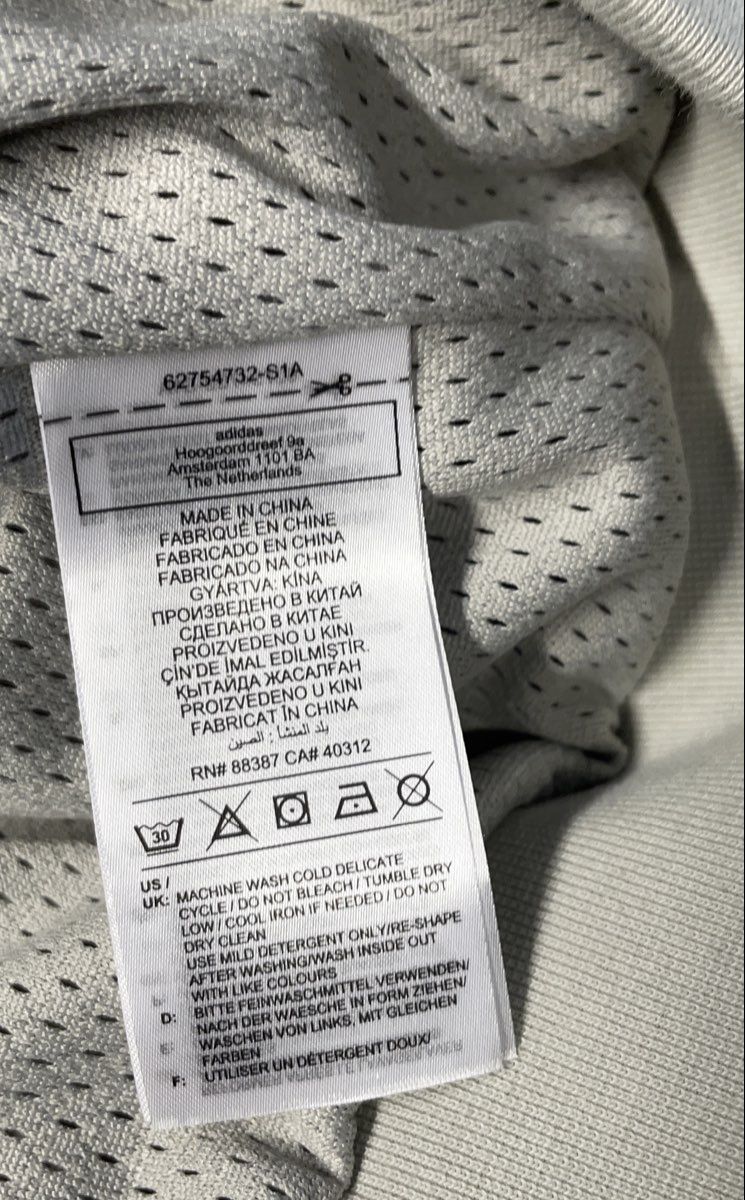 62754732-S1A
adidas
Hoogoorddreef 9a
Amsterdam 1101 BA
The Netherlands
MADE IN CHINA
FABRIQUÉ EN CHINE
FABRICADO EN CHINA
FABRICADO NA CHINA
GYÁRTVA: KÍNA
ПРОИЗВЕДЕНО В КИТАЙ
СДЕЛАНО В КИТАЕ
PROIZVEDENO U KINI
ÇİN'DE İMAL EDİLMİŞTİR.
ҚЫТАЙДА ЖАСАЛҒАН
PROIZVEDENO U KINI
FABRICAT ÎN CHINA
بلد المنشأ : الصين
RN# 88387 CA# 40312
30
US /
UK: MACHINE WASH COLD DELICATE
CYCLE / DO NOT BLEACH / TUMBLE DRY
LOW / COOL IRON IF NEEDED / DO NOT
DRY CLEAN
USE MILD DETERGENT ONLY/RE-SHAPE
AFTER WASHING/WASH INSIDE OUT
WITH LIKE COLOURS
D: BITTE FEINWASCHMITTEL VERWENDEN/
NACH DER WAESCHE IN FORM ZIEHEN/
WASCHEN VON LINKS, MIT GLEICHEN
FARBEN
F: UTILISER UN DÉTERGENT DOUX/